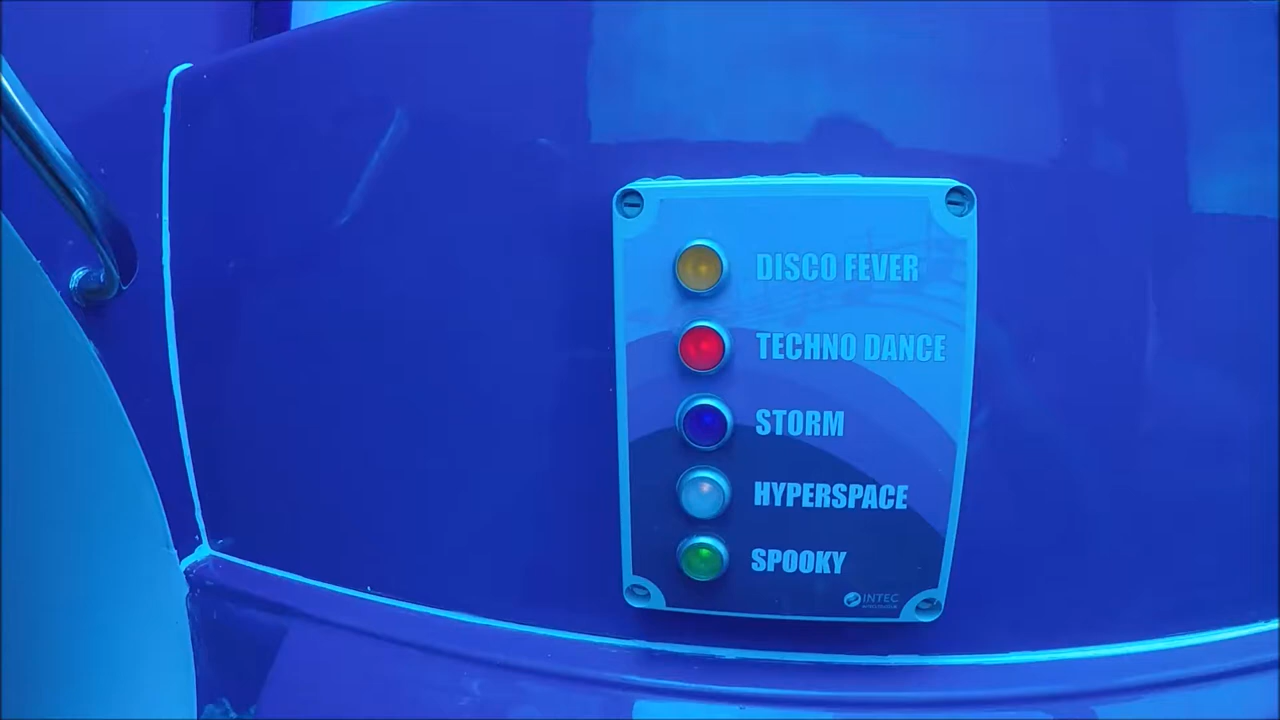 DISCO FEVER
TECHNO DANCE
STORM
HYPERSPACE
SPOOKY
INTEC